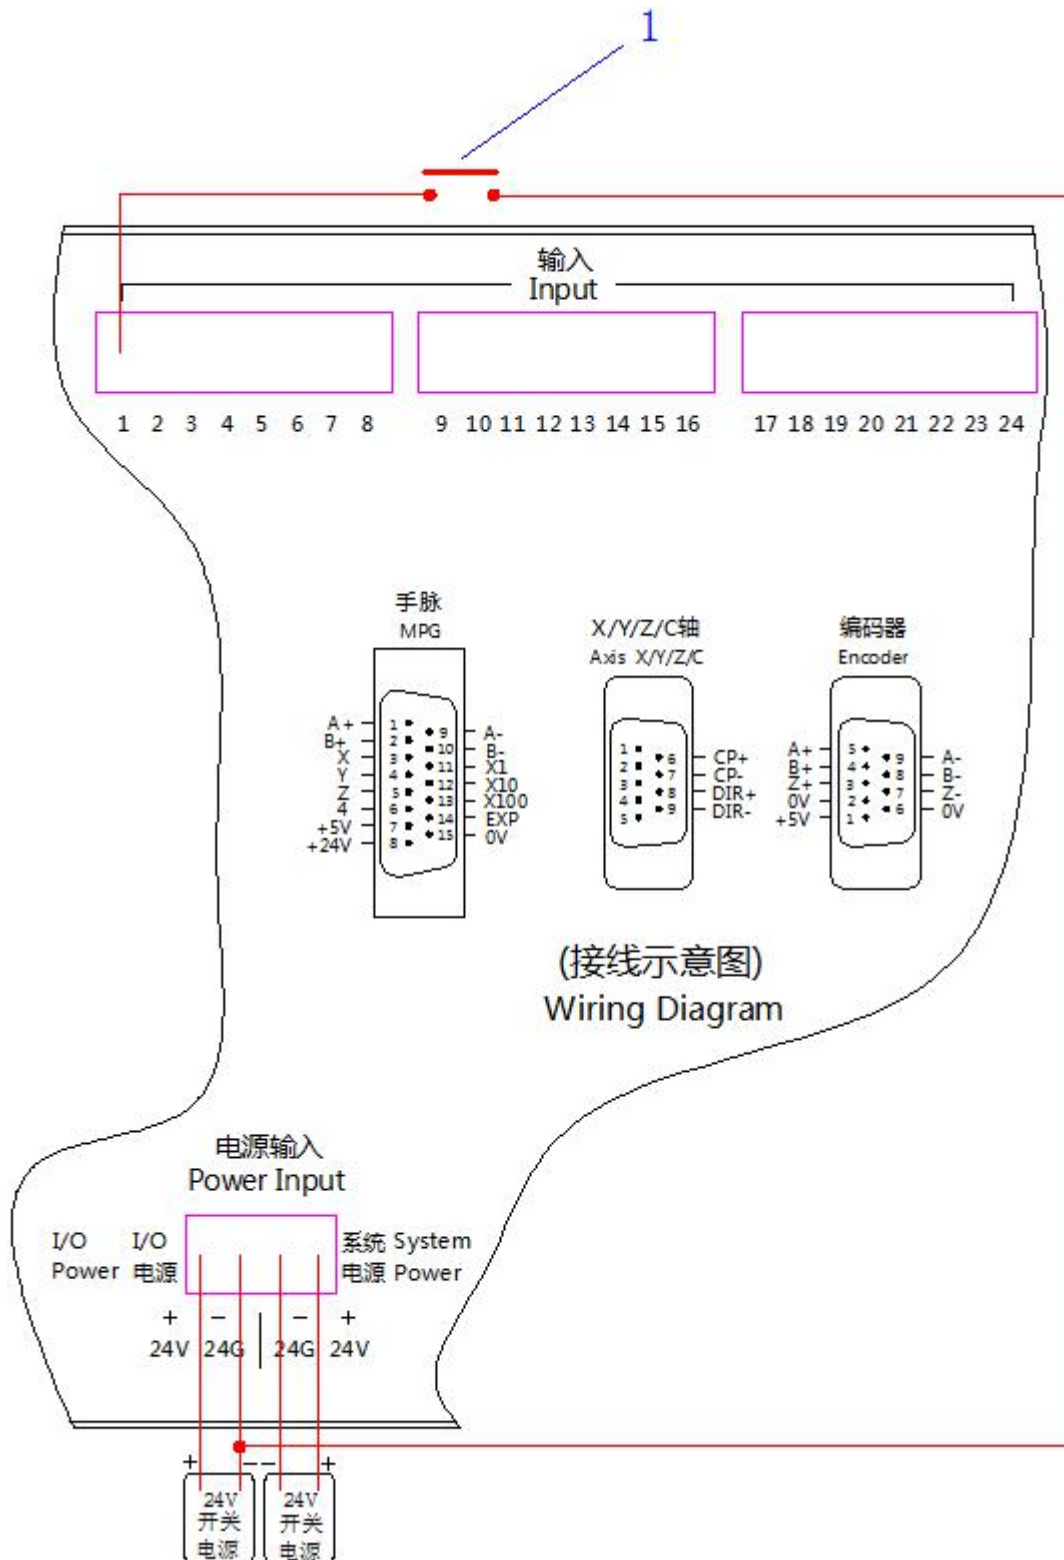 1
输入
Input
1 2 3 4 5 6 7 8 9 10 11 12 13 14 15 16 17 18 19 20 21 22 23 24
手脉
MPG
A+ 1 9 A-
B+ 2 10 B-
X 3 11 X1
Y 4 12 X10
Z 5 13 X100
4 6 14 EXP
+5V 7 15 0V
+24V 8
X/Y/Z/C轴
Axis X/Y/Z/C
1 6 CP+
2 7 CP-
3 8 DIR+
4 9 DIR-
5
编码器
Encoder
A+ 5 9 A-
B+ 4 8 B-
Z+ 3 7 Z-
0V 2 6 0V
+5V 1
(接线示意图)
Wiring Diagram
电源输入
Power Input
I/O I/O 系统 System
Power 电源 电源 Power
+ − − +
24V 24G 24G 24V
+ − − +
24V 24V
开关 开关
电源 电源